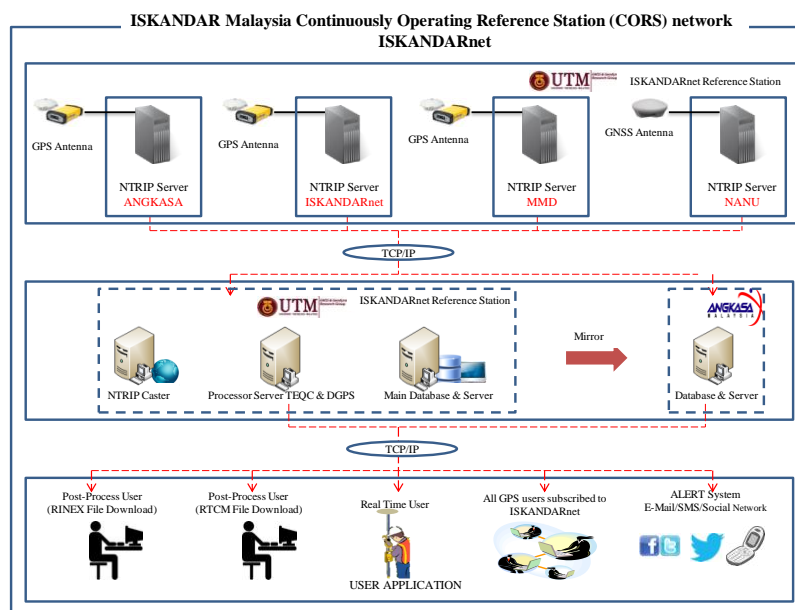 ISKANDAR Malaysia Continuously Operating Reference Station (CORS) network
ISKANDARnet
UTM
ISKANDARnet Reference Station
GPS Antenna
GPS Antenna
GPS Antenna
GNSS Antenna
NTRIP Server
ANGKASA
NTRIP Server
ISKANDARnet
NTRIP Server
MMD
NTRIP Server
NANU
TCP/IP
UTM
ISKANDARnet Reference Station
ANGKASA
MALAYSIA
Mirror
NTRIP Caster
Processor Server TEQC & DGPS
Main Database & Server
Database & Server
TCP/IP
Post-Process User
(RINEX File Download)
Post-Process User
(RTCM File Download)
Real Time User
All GPS users subscribed to
ISKANDARnet
ALERT System
E-Mail/SMS/Social Network
USER APPLICATION